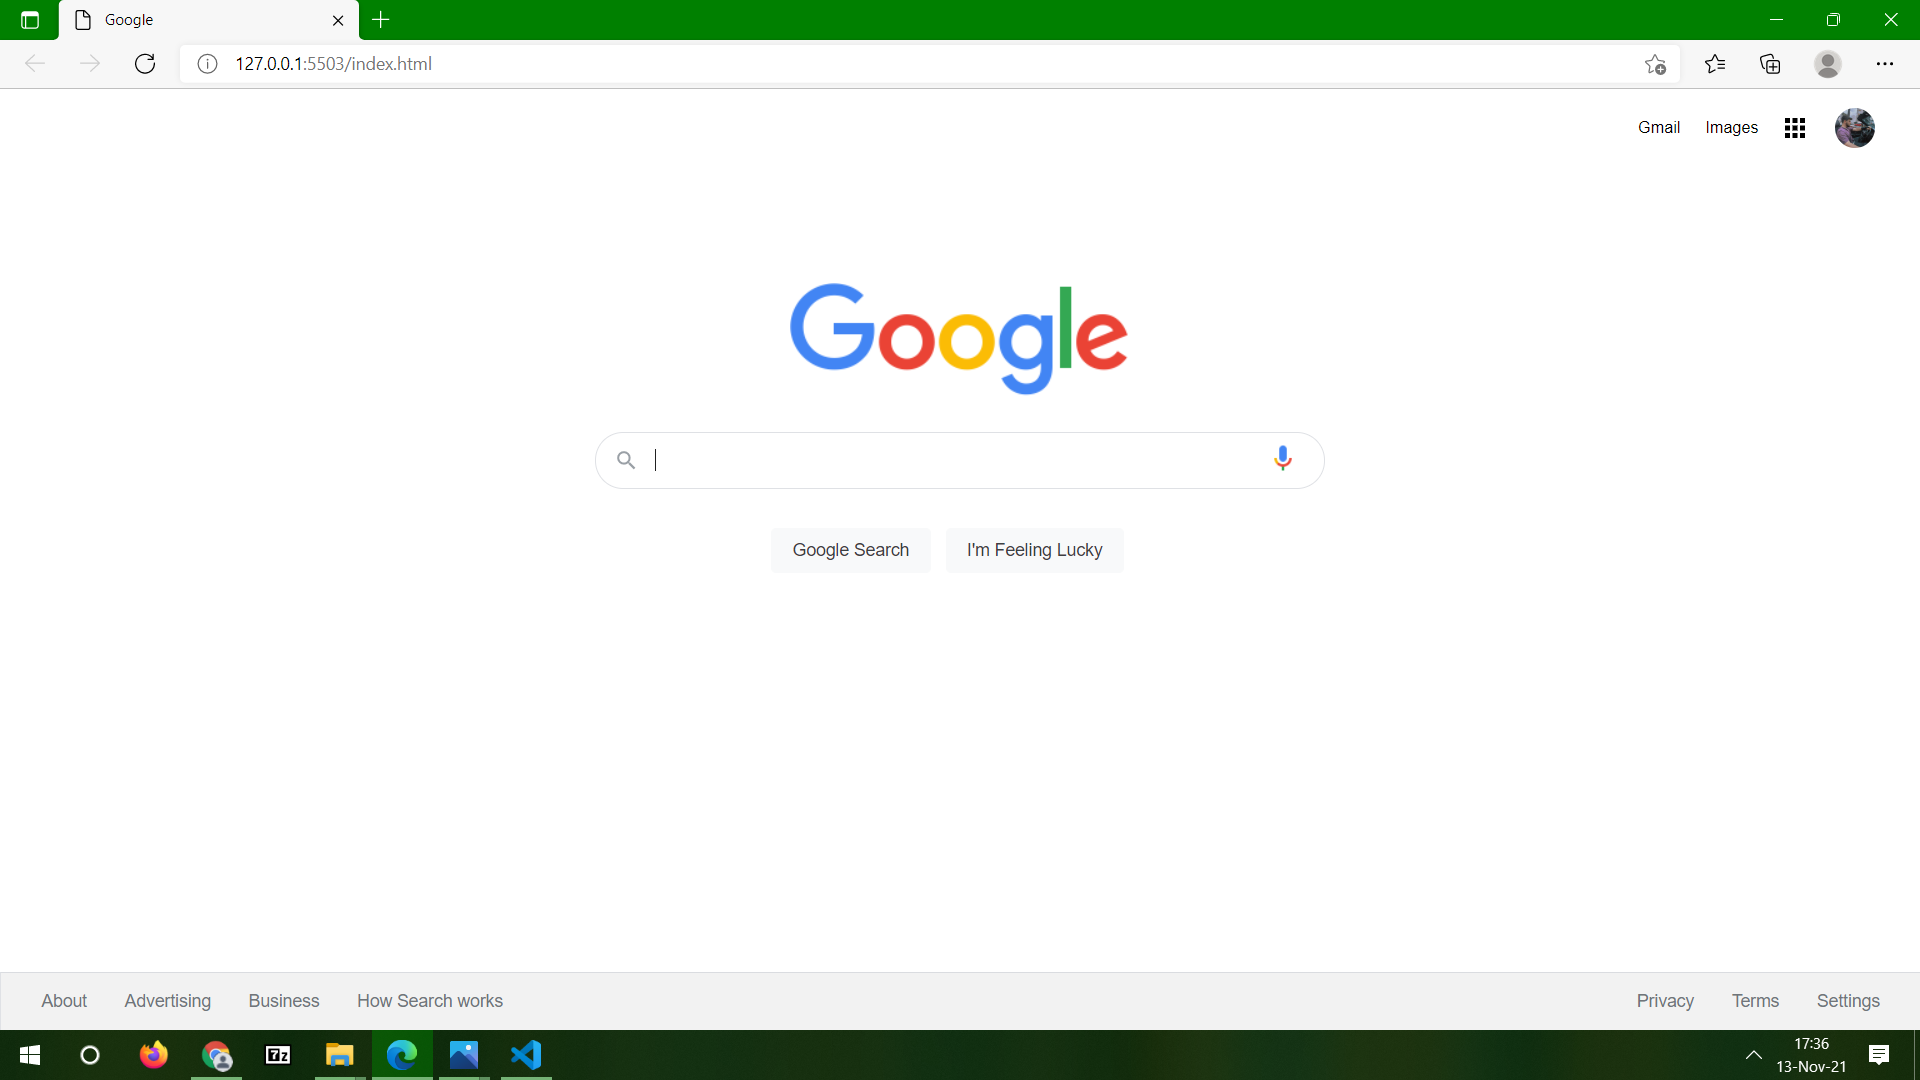 Google
127.0.0.1:5503/index.html
Gmail Images
Google
Google Search I'm Feeling Lucky
About Advertising Business How Search works Privacy Terms Settings
7z
17:36
13-Nov-21